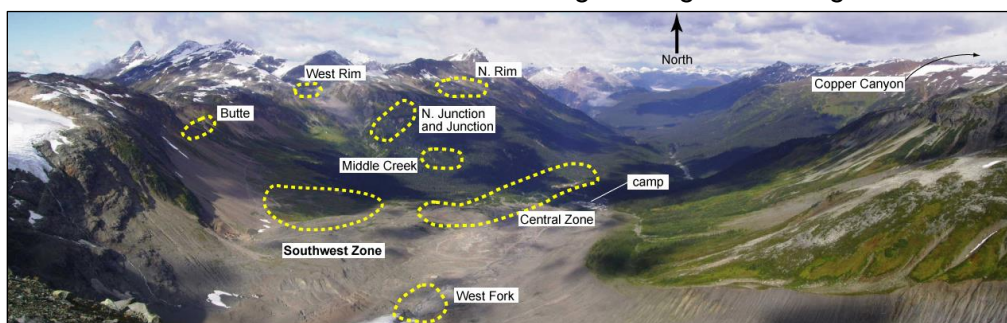 North
N. Rim
West Rim
Copper Canyon
Butte
N. Junction
and Junction
Middle Creek
camp
Central Zone
Southwest Zone
West Fork